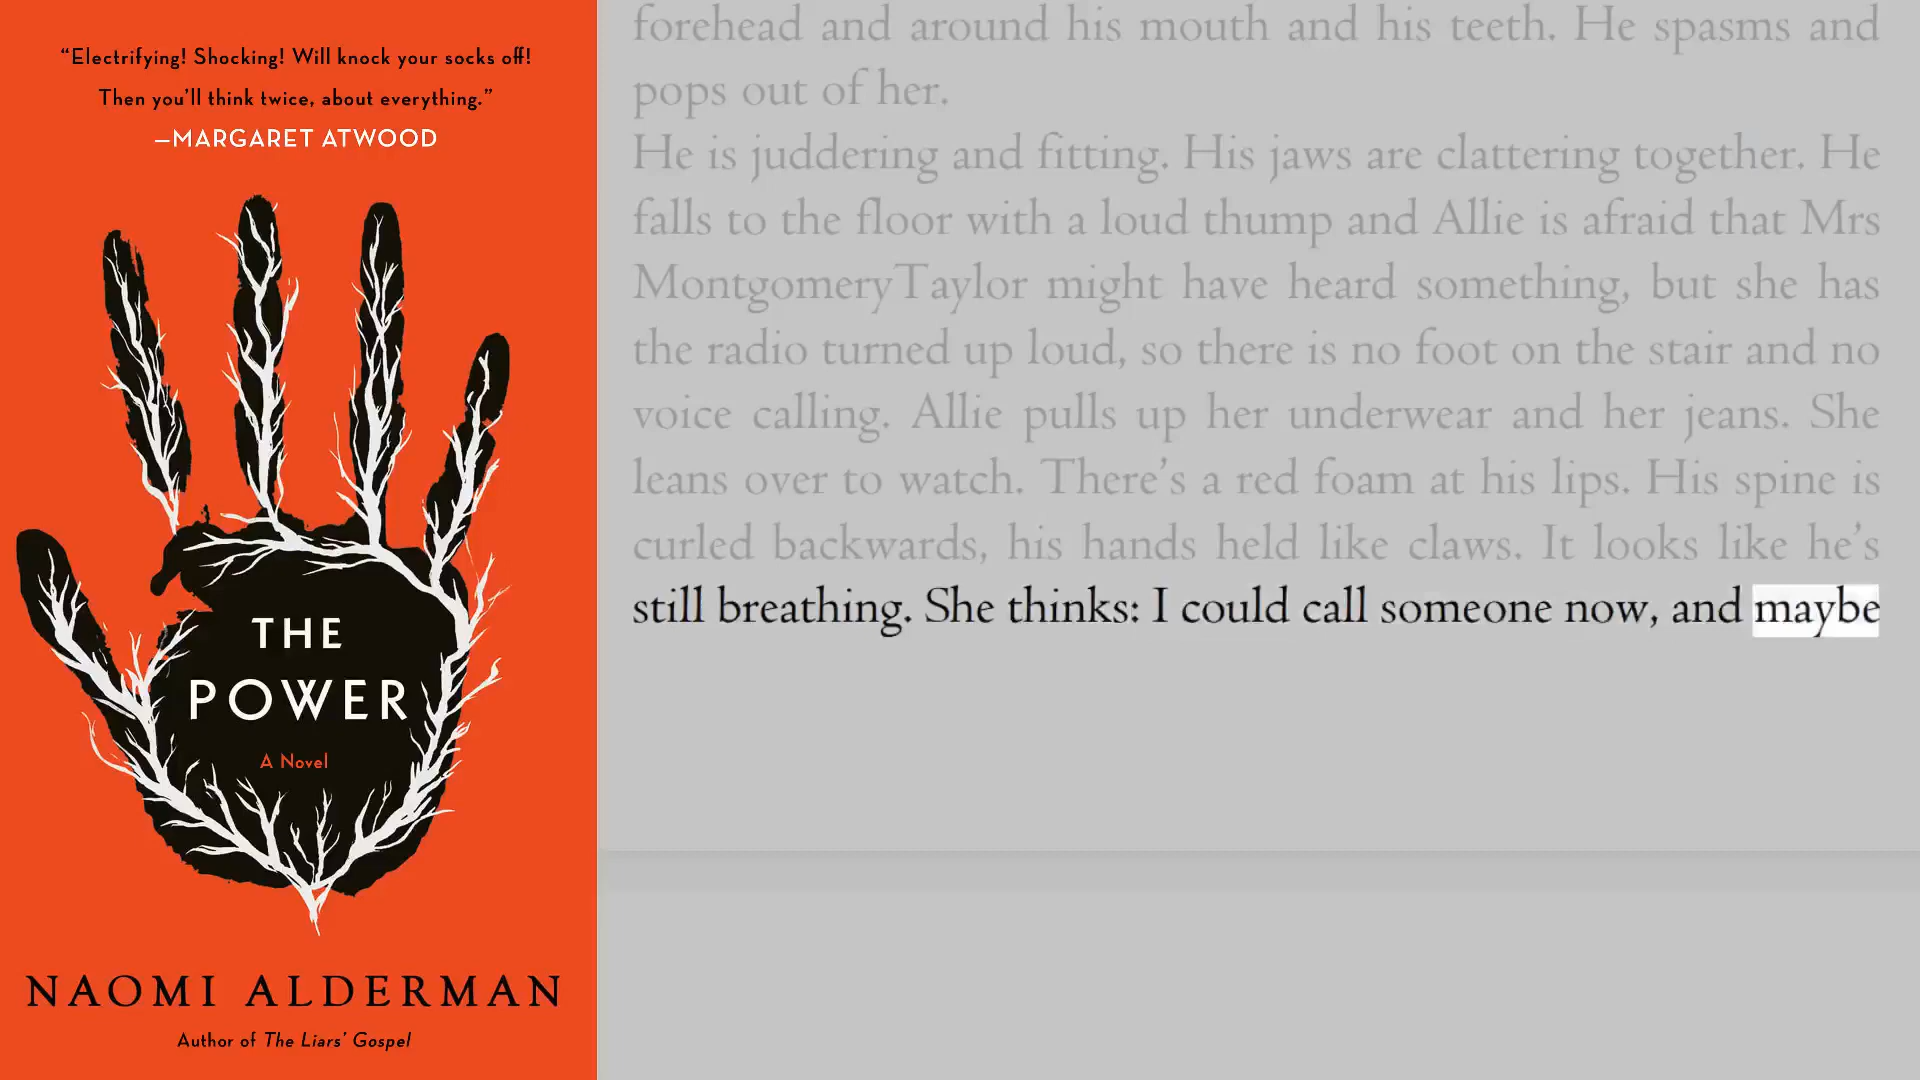 “Electrifying! Shocking! Will knock your socks off!
Then you’ll think twice, about everything.”
—MARGARET ATWOOD
THE
POWER
A Novel
NAOMI ALDERMAN
Author of The Liars’ Gospel
forehead and around his mouth and his teeth. He spasms and
pops out of her.
He is juddering and fitting. His jaws are clattering together. He
falls to the floor with a loud thump and Allie is afraid that Mrs
MontgomeryTaylor might have heard something, but she has
the radio turned up loud, so there is no foot on the stair and no
voice calling. Allie pulls up her underwear and her jeans. She
leans over to watch. There’s a red foam at his lips. His spine is
curled backwards, his hands held like claws. It looks like he’s
still breathing. She thinks: I could call someone now, and maybe